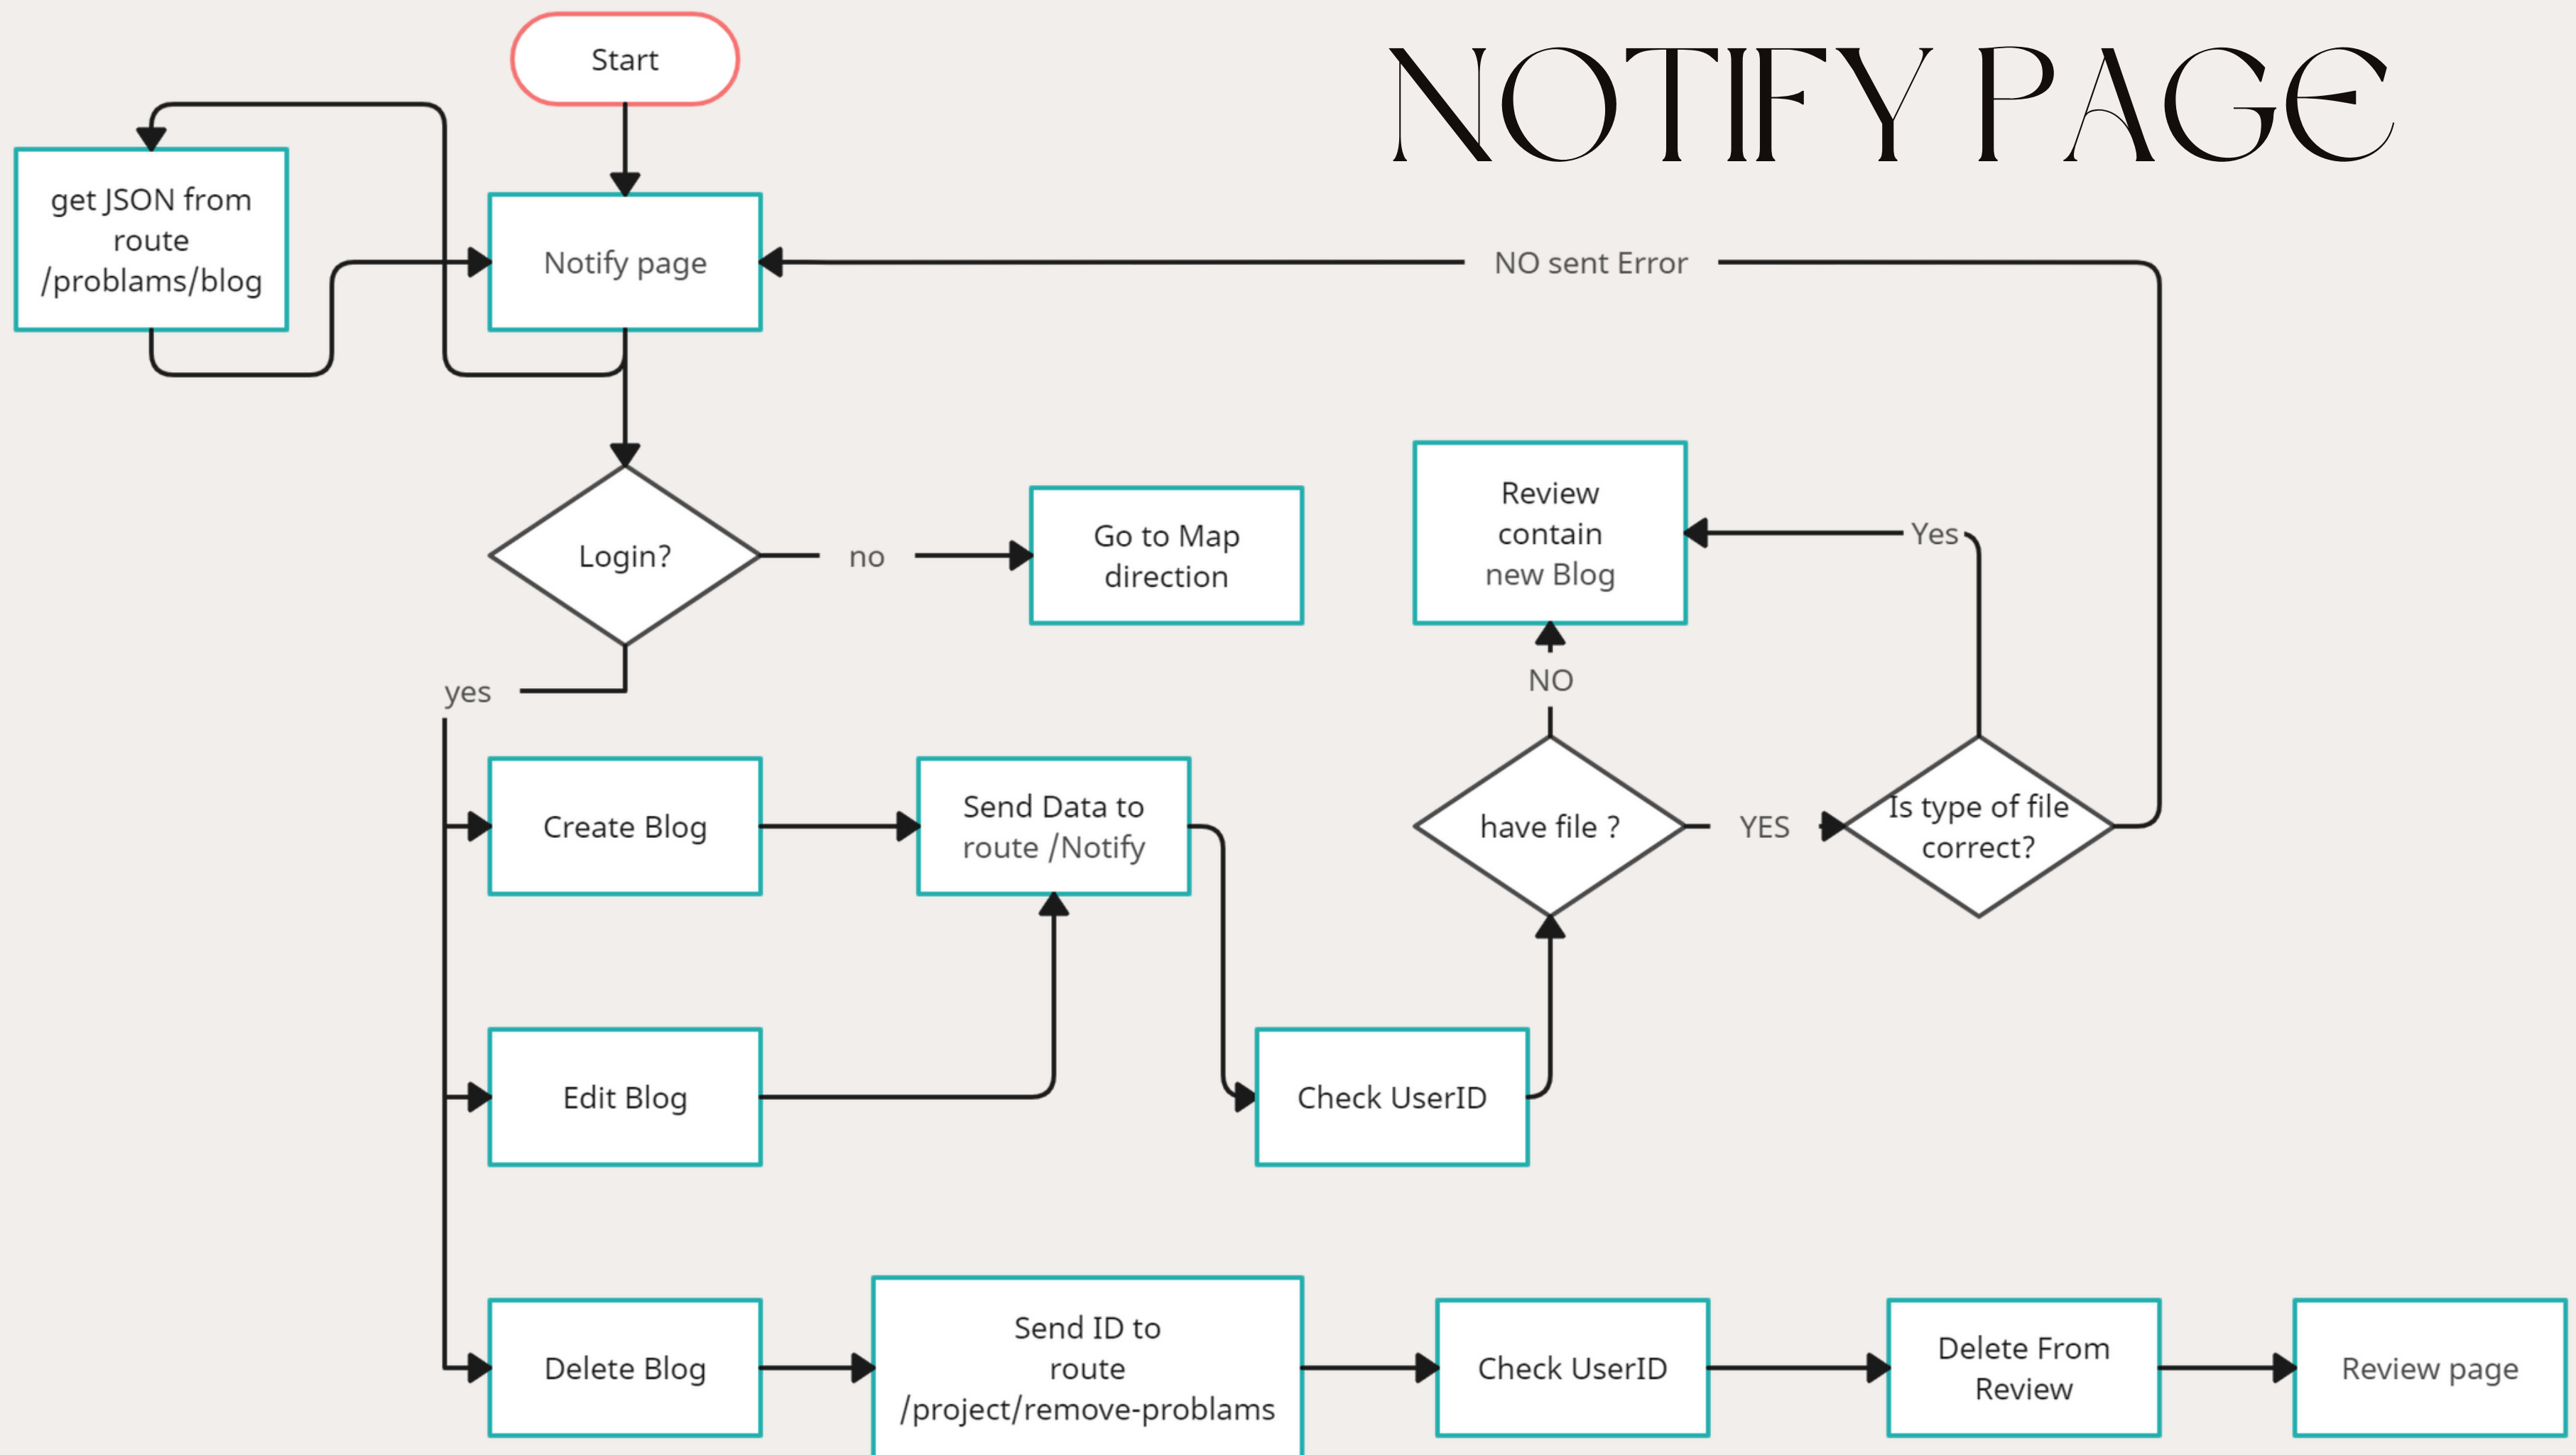 Start
NOTIFY PAGE
get JSON from
route
/problams/blog
Notify page
NO sent Error
Login?
no
Go to Map
direction
Review
contain
new Blog
Yes
yes
NO
Create Blog
Send Data to
route /Notify
have file ?
YES
Is type of file
correct?
Edit Blog
Check UserID
Delete Blog
Send ID to
route
/project/remove-problams
Check UserID
Delete From
Review
Review page